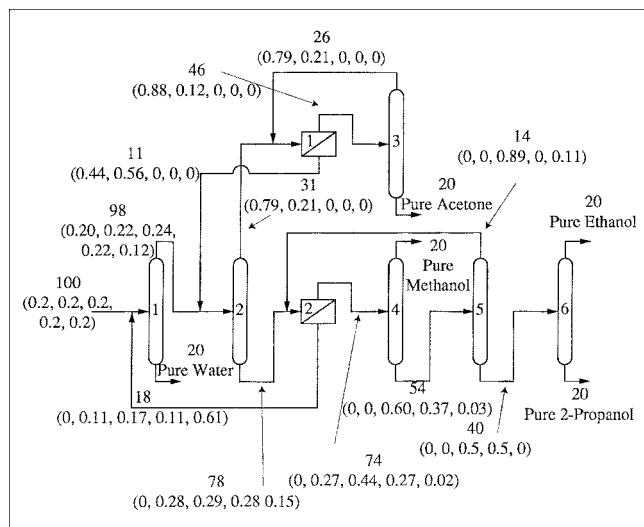 26
(0.79, 0.21, 0, 0, 0)
46
(0.88, 0.12, 0, 0, 0)
1
3
14
(0, 0, 0.89, 0, 0.11)
11
(0.44, 0.56, 0, 0, 0)
31
(0.79, 0.21, 0, 0, 0)
20
Pure Acetone
20
Pure Ethanol
98
(0.20, 0.22, 0.24,
0.22, 0.12)
20
Pure
Methanol
100
(0.2, 0.2, 0.2,
0.2, 0.2)
1
2
2
4
5
6
20
Pure Water
18
(0, 0.11, 0.17, 0.11, 0.61)
54
(0, 0, 0.60, 0.37, 0.03)
20
Pure 2-Propanol
40
(0, 0, 0.5, 0.5, 0)
74
(0, 0.27, 0.44, 0.27, 0.02)
78
(0, 0.28, 0.29, 0.28 0.15)